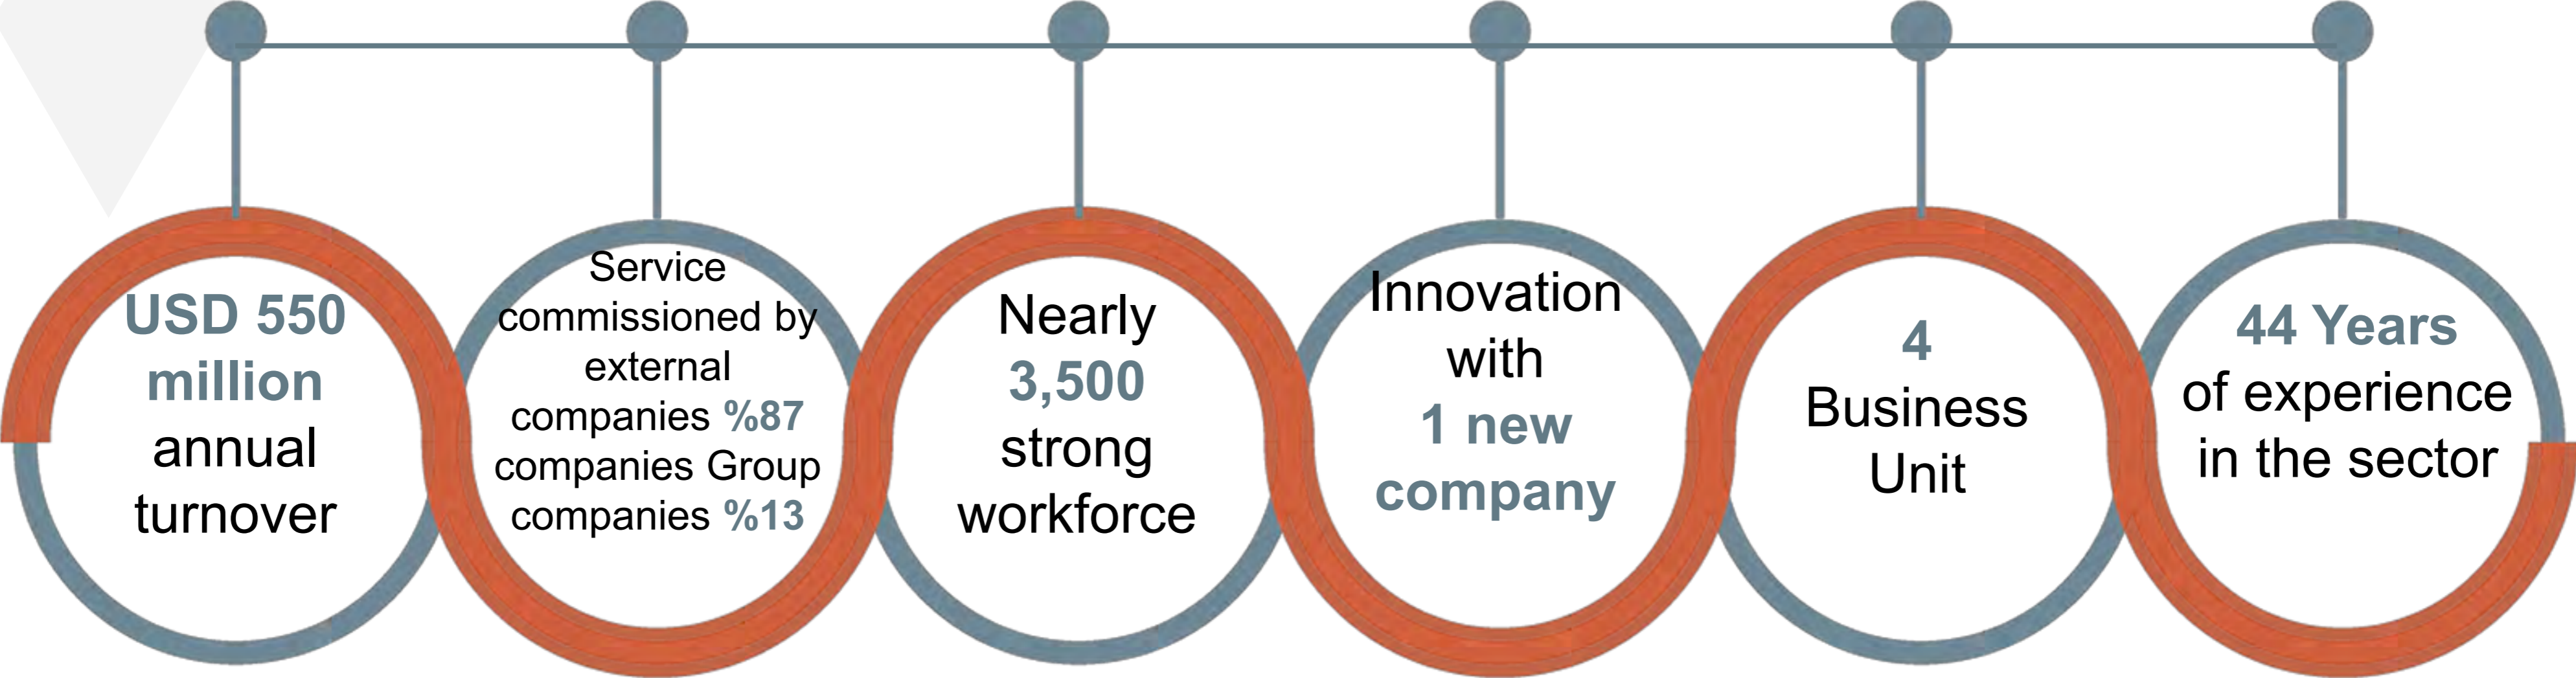 USD 550
million
annual
turnover
Service
commissioned by
external
companies %87
companies Group
companies %13
Nearly
3,500
strong
workforce
Innovation
with
1 new
company
4
Business
Unit
44 Years
of experience
in the sector